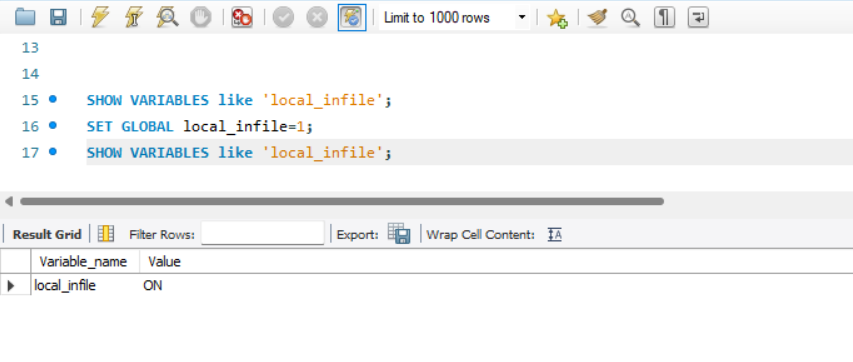 Limit to 1000 rows
13
14
15 SHOW VARIABLES like 'local_infile';
16 SET GLOBAL local_infile=1;
17 SHOW VARIABLES like 'local_infile';
Result Grid Filter Rows: Export: Wrap Cell Content: IA
Variable_name Value
local_infile ON